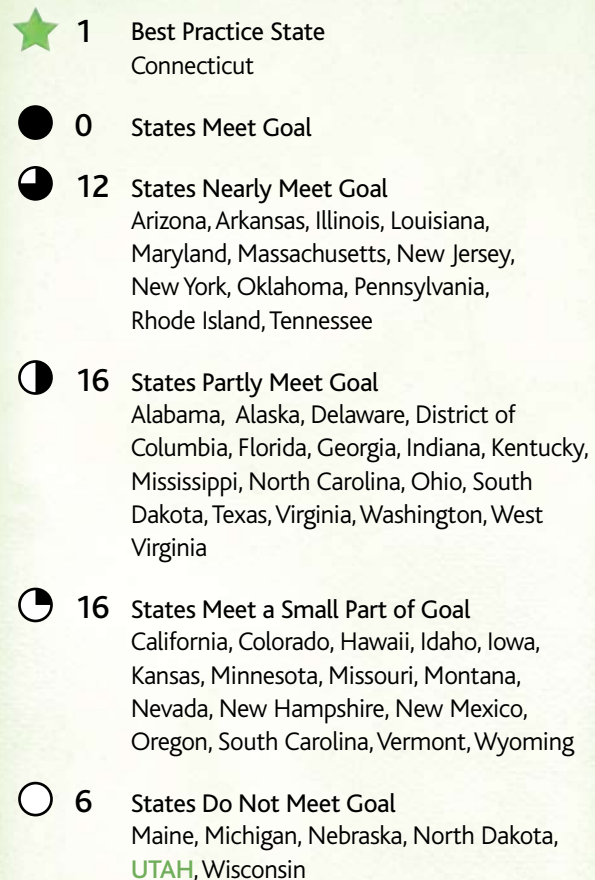 1 Best Practice State
Connecticut
0 States Meet Goal
12 States Nearly Meet Goal
Arizona, Arkansas, Illinois, Louisiana,
Maryland, Massachusetts, New Jersey,
New York, Oklahoma, Pennsylvania,
Rhode Island, Tennessee
16 States Partly Meet Goal
Alabama, Alaska, Delaware, District of
Columbia, Florida, Georgia, Indiana, Kentucky,
Mississippi, North Carolina, Ohio, South
Dakota, Texas, Virginia, Washington, West
Virginia
16 States Meet a Small Part of Goal
California, Colorado, Hawaii, Idaho, Iowa,
Kansas, Minnesota, Missouri, Montana,
Nevada, New Hampshire, New Mexico,
Oregon, South Carolina, Vermont, Wyoming
6 States Do Not Meet Goal
Maine, Michigan, Nebraska, North Dakota,
UTAH, Wisconsin